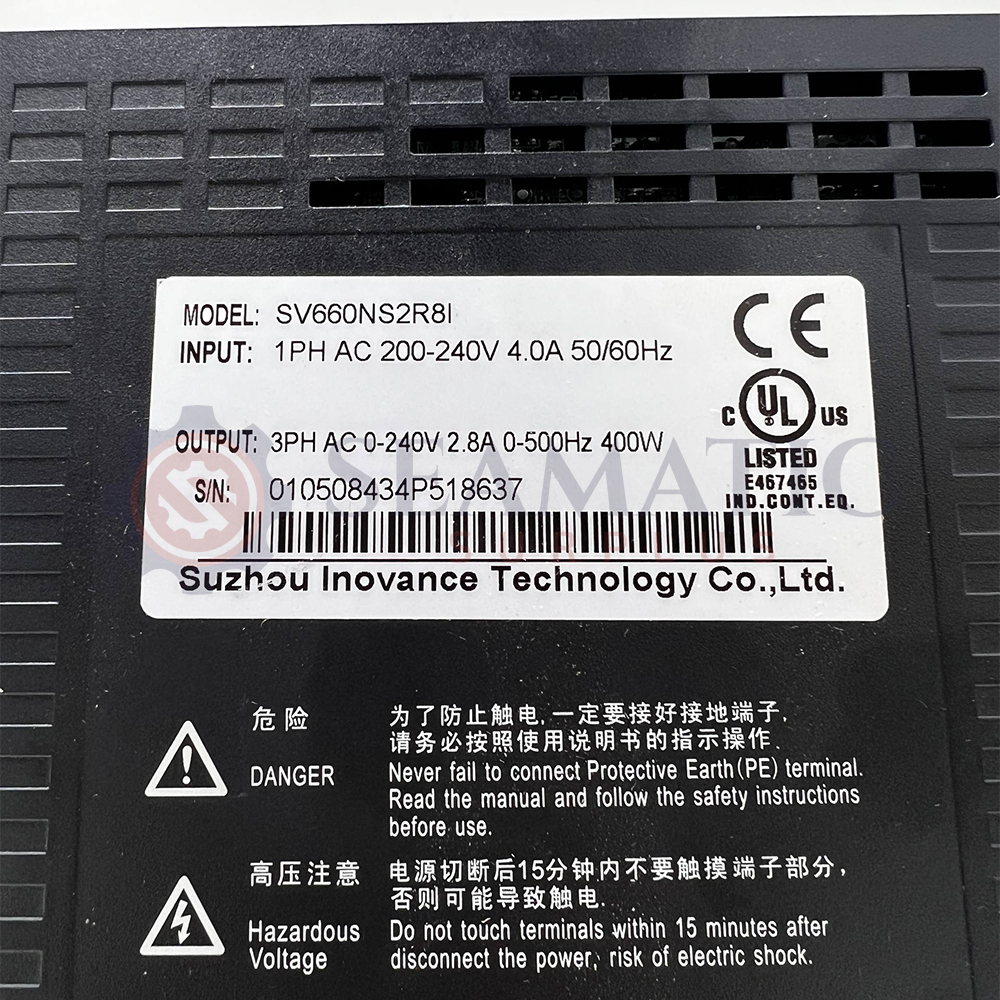 MODEL: SV660NS2R8I
INPUT: 1PH AC 200-240V 4.0A 50/60Hz
CE
C UL US
LISTED
E467465
IND.CONT.EQ.
OUTPUT: 3PH AC 0-240V 2.8A 0-500Hz 400W
S/N: 010508434P518637
SEAMATIC
SURPLUS
Suzhou Inovance Technology Co.,Ltd.
危险
DANGER
为了防止触电,一定要接好接地端子,
请务必按照使用说明书的指示操作.
Never fail to connect Protective Earth(PE) terminal.
Read the manual and follow the safety instructions
before use.
高压注意
Hazardous
Voltage
电源切断后15分钟内不要触摸端子部分,
否则可能导致触电.
Do not touch terminals within 15 minutes after
disconnect the power, risk of electric shock.